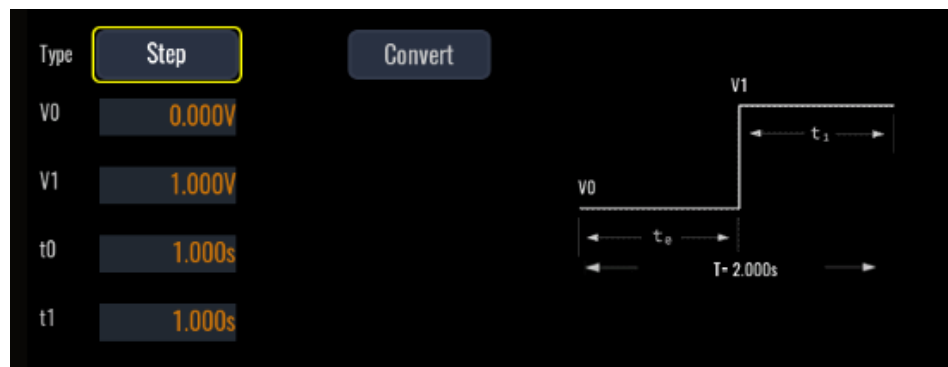 Type Step Convert
V0 0.000V
V1 1.000V
t0 1.000s
t1 1.000s
V1
t₁
V0
t₀
T= 2.000s